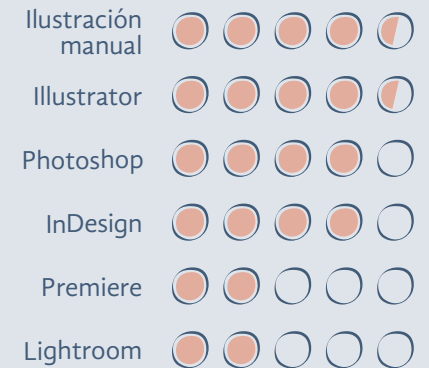 Ilustración
manual
Illustrator
Photoshop
InDesign
Premiere
Lightroom